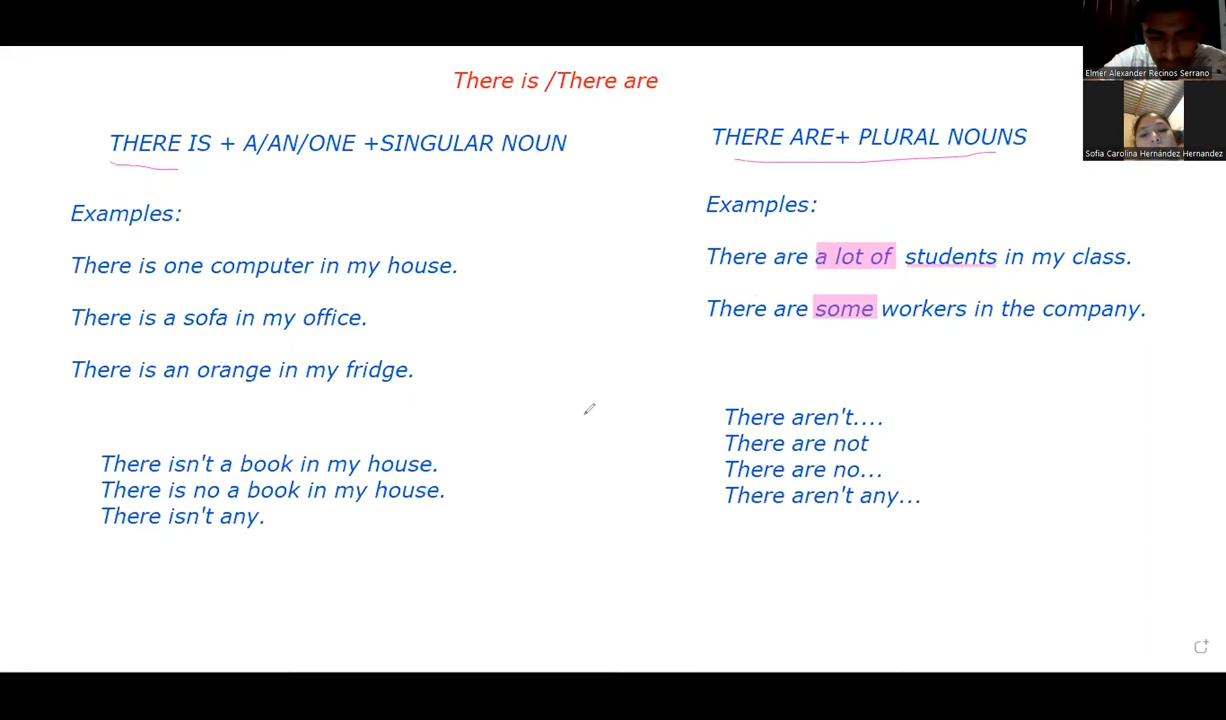 There is /There are
THERE IS + A/AN/ONE +SINGULAR NOUN
Examples:
There is one computer in my house.
There is a sofa in my office.
There is an orange in my fridge.
There isn't a book in my house.
There is no a book in my house.
There isn't any.
THERE ARE+ PLURAL NOUNS
Examples:
There are a lot of students in my class.
There are some workers in the company.
There aren't....
There are not
There are no...
There aren't any...
Elmer Alexander Recinos Serrano
Sofia Carolina Hernández Hernandez